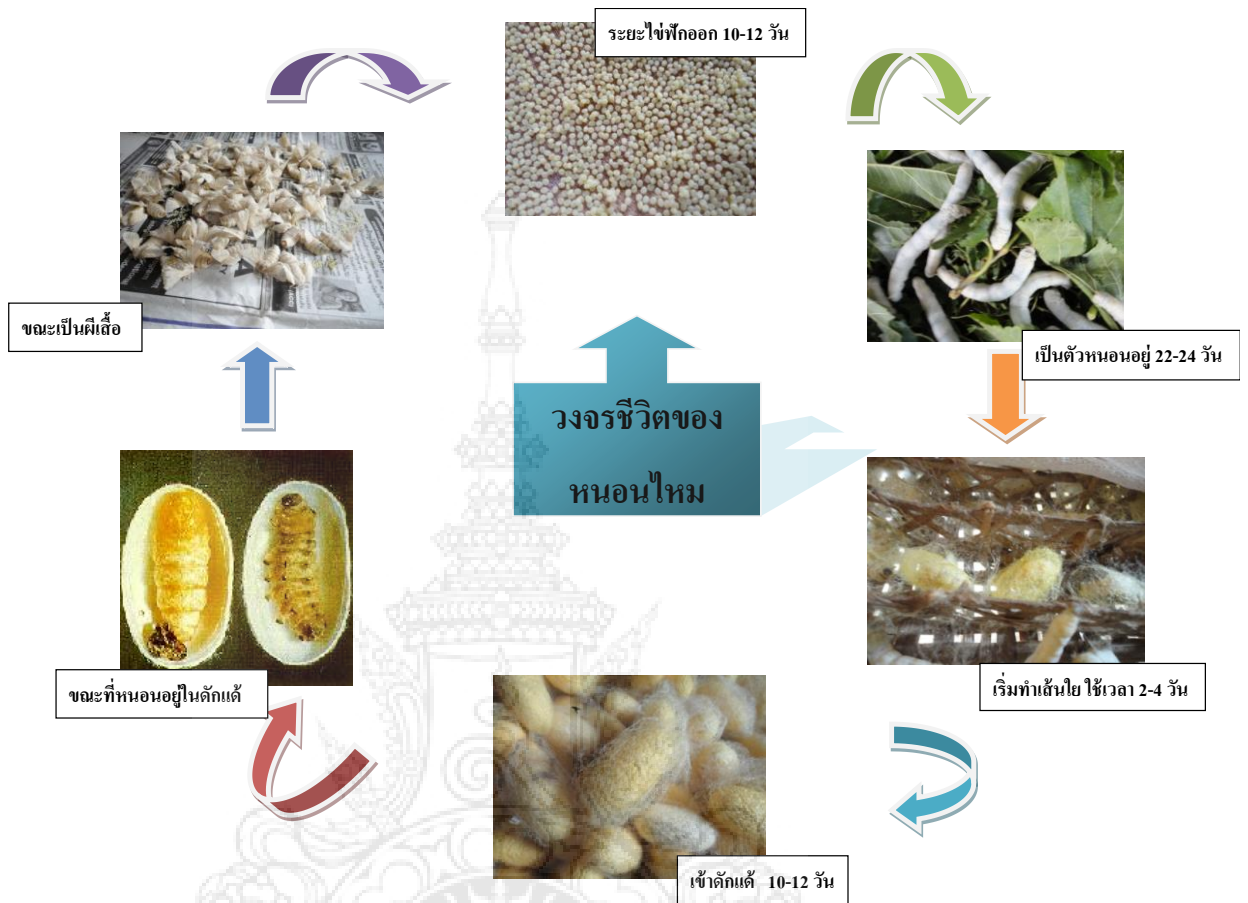 ระยะไข่ฟักออก 10-12 วัน
ขณะเป็นผีเสื้อ
เป็นตัวหนอนอยู่ 22-24 วัน
วงจรชีวิตของ
หนอนไหม
ขณะที่หนอนอยู่ในดักแด้
เริ่มทำเส้นใย ใช้เวลา 2-4 วัน
เข้าดักแด้ 10-12 วัน